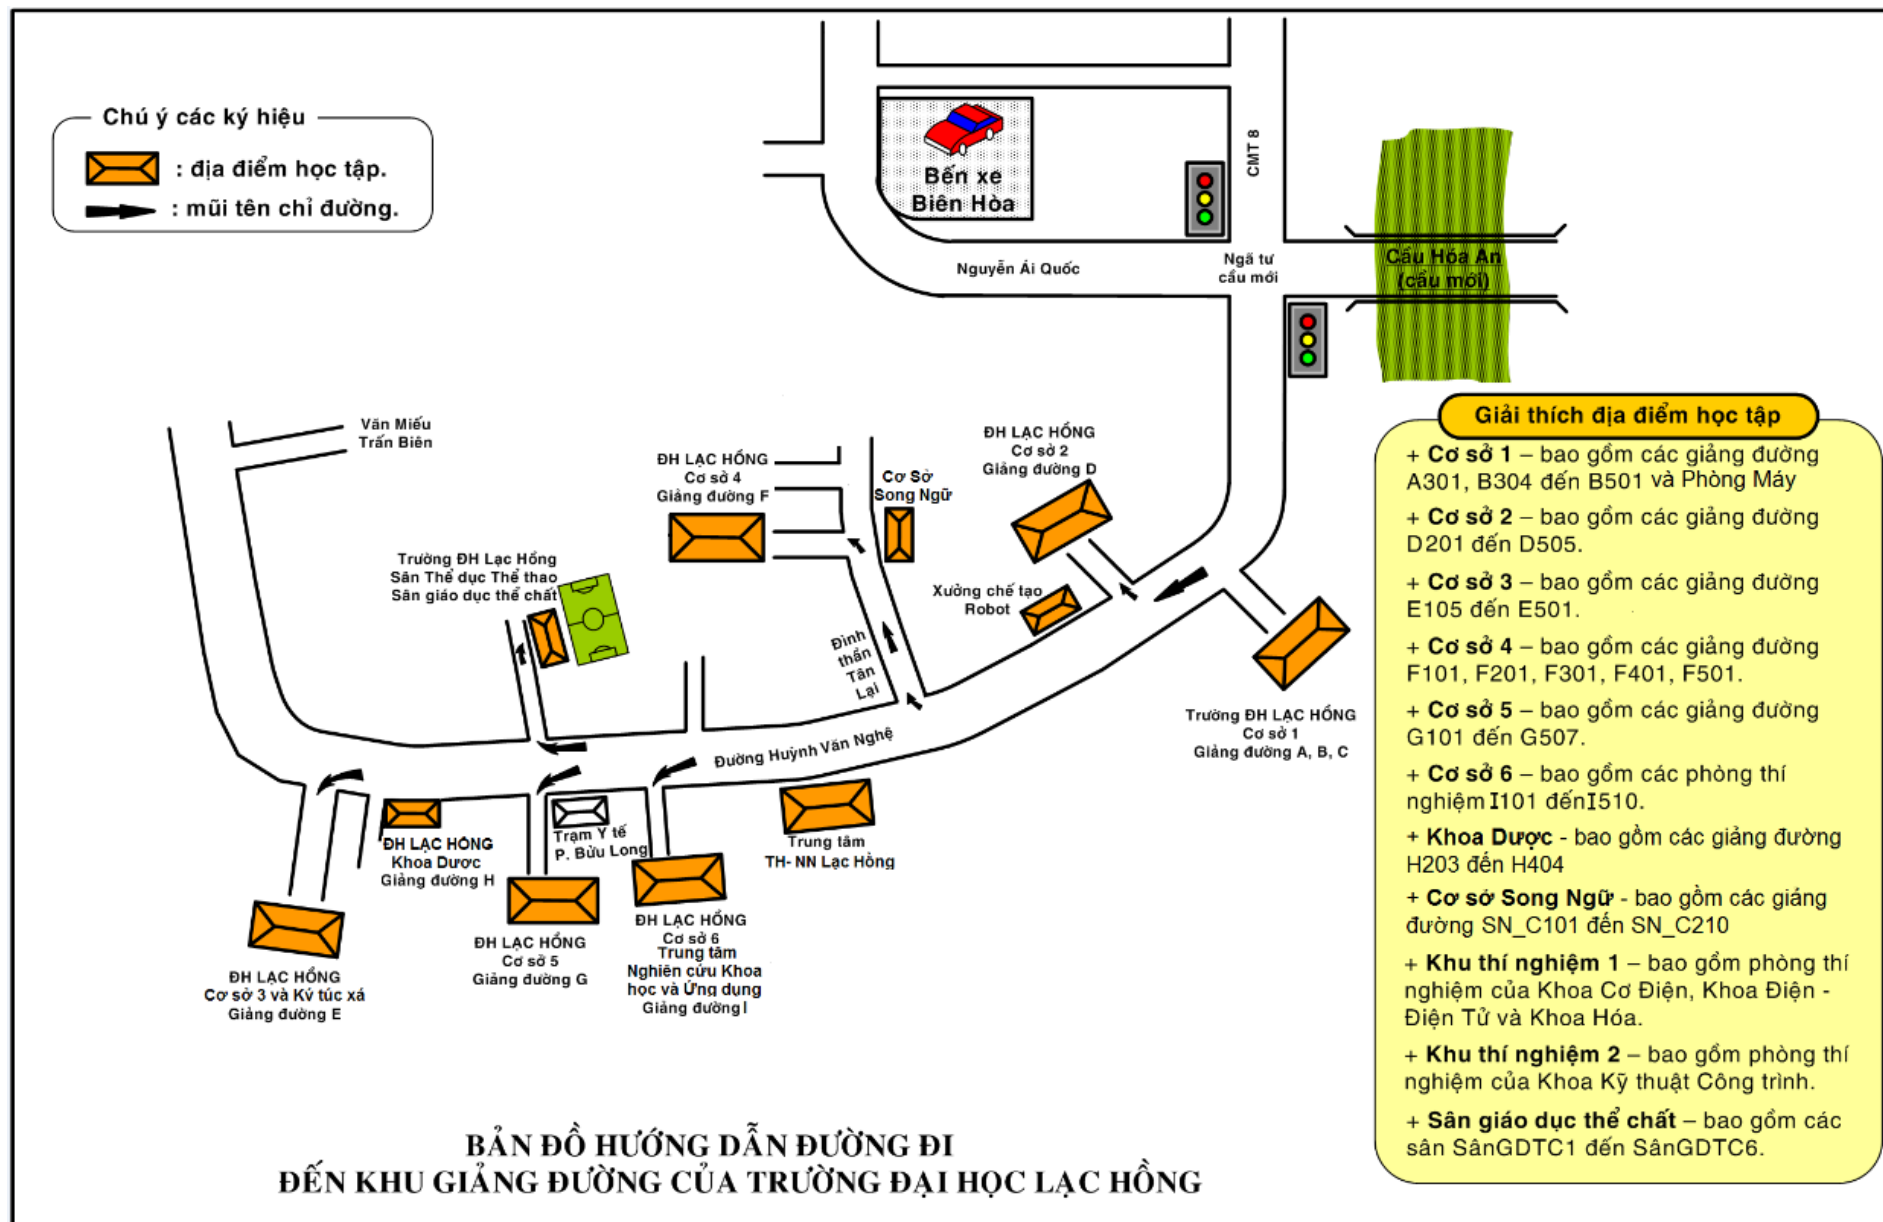 Chú ý các ký hiệu
: địa điểm học tập.
: mũi tên chỉ đường.
Bến xe
Biên Hòa
CMT 8
Nguyễn Ái Quốc
Ngã tư
cầu mới
Cầu Hóa An
(cầu mới)
Văn Miếu
Trấn Biên
ĐH LẠC HỒNG
Cơ sở 4
Giảng đường F
Cơ Sở
Song Ngữ
ĐH LẠC HỒNG
Cơ sở 2
Giảng đường D
Trường ĐH Lạc Hồng
Sân Thể dục Thể thao
Sân giáo dục thể chất
Xưởng chế tạo
Robot
Đình
thần
Tân
Lại
Trường ĐH LẠC HỒNG
Cơ sở 1
Giảng đường A, B, C
Đường Huỳnh Văn Nghệ
ĐH LẠC HỒNG
Khoa Dược
Giảng đường H
Trạm Y tế
P. Bửu Long
Trung tâm
TH- NN Lạc Hồng
ĐH LẠC HỒNG
Cơ sở 3 và Ký túc xá
Giảng đường E
ĐH LẠC HỒNG
Cơ sở 5
Giảng đường G
ĐH LẠC HỒNG
Cơ sở 6
Trung tâm
Nghiên cứu Khoa
học và Ứng dụng
Giảng đường I
Giải thích địa điểm học tập
+ Cơ sở 1 – bao gồm các giảng đường
A301, B304 đến B501 và Phòng Máy
+ Cơ sở 2 – bao gồm các giảng đường
D201 đến D505.
+ Cơ sở 3 – bao gồm các giảng đường
E105 đến E501.
+ Cơ sở 4 – bao gồm các giảng đường
F101, F201, F301, F401, F501.
+ Cơ sở 5 – bao gồm các giảng đường
G101 đến G507.
+ Cơ sở 6 – bao gồm các phòng thí
nghiệm I101 đến I510.
+ Khoa Dược - bao gồm các giảng đường
H203 đến H404
+ Cơ sở Song Ngữ - bao gồm các giảng
đường SN_C101 đến SN_C210
+ Khu thí nghiệm 1 – bao gồm phòng thí
nghiệm của Khoa Cơ Điện, Khoa Điện -
Điện Tử và Khoa Hóa.
+ Khu thí nghiệm 2 – bao gồm phòng thí
nghiệm của Khoa Kỹ thuật Công trình.
+ Sân giáo dục thể chất – bao gồm các
sân SânGDTC1 đến SânGDTC6.
BẢN ĐỒ HƯỚNG DẪN ĐƯỜNG ĐI
ĐẾN KHU GIẢNG ĐƯỜNG CỦA TRƯỜNG ĐẠI HỌC LẠC HỒNG